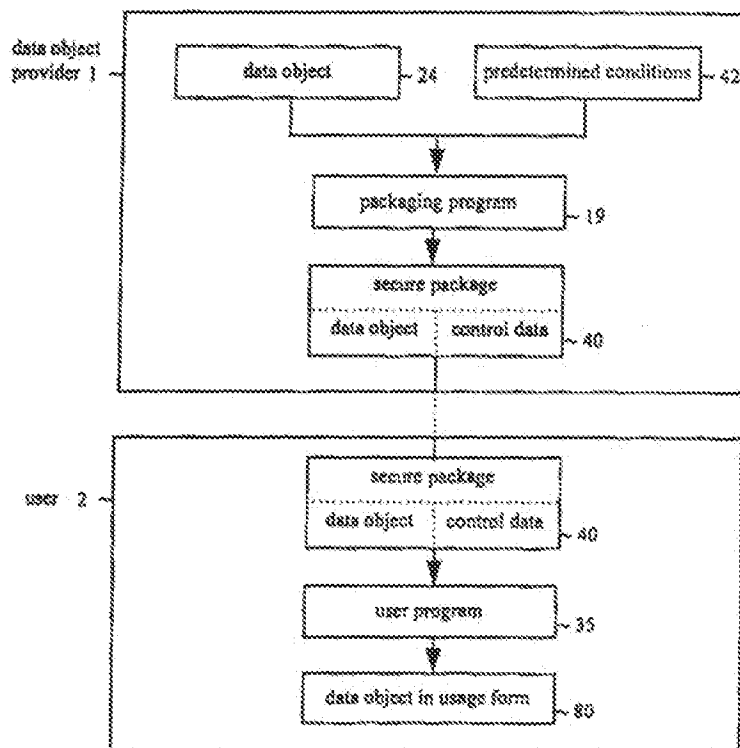 data object
provider 1
data object
24
predetermined conditions
42
packaging program
19
secure package
data object control data
40
user 2
secure package
data object control data
40
user program
35
data object in usage form
80